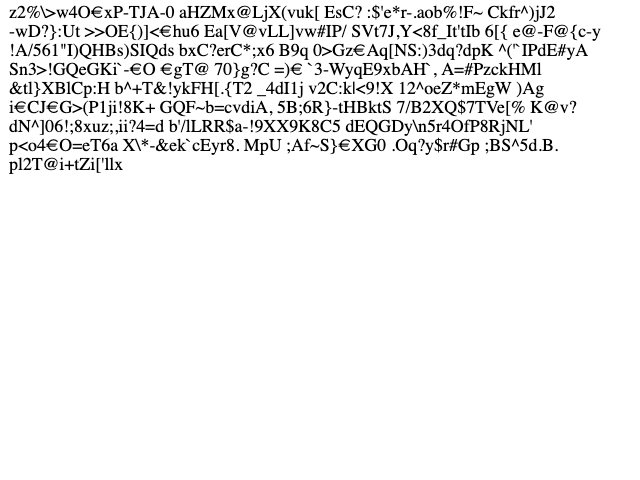 z2%\>w4O€xP-TJA-0 aHZMx@LjX(vuk[ EsC? :$'e*r-.aob%!F~ Ckfr^)jJ2
-wD?}:Ut >>OE{)]<€hu6 Ea[V@vLL]vw#IP/ SVt7J,Y<8f_It'tIb 6[{ e@-F@{c-y
!A/561"I)QHBs)SIQds bxC?erC*;x6 B9q 0>Gz€Aq[NS:)3dq?dpK ^("`IPdE#yA
Sn3>!GQeGKi`-€O €gT@ 70}g?C =)€ `3-WyqE9xbAH`, A=#PzckHMl
&tl}XBlCp:H b^+T&!ykFH[.{T2 _4dI1j v2C:kl<9!X 12^oeZ*mEgW )Ag
i€CJ€G>(P1ji!8K+ GQF~b=cvdiA, 5B;6R}-tHBktS 7/B2XQ$7TVe[% K@v?
dN^]06!;8xuz;,ii?4=d b'/lLRR$a-!9XX9K8C5 dEQGDy\n5r4OfP8RjNL'
p<o4€O=eT6a X\*-&ek`cEyr8. MpU ;Af~S}€XG0 .Oq?y$r#Gp ;BS^5d.B.
pl2T@i+tZi['llx